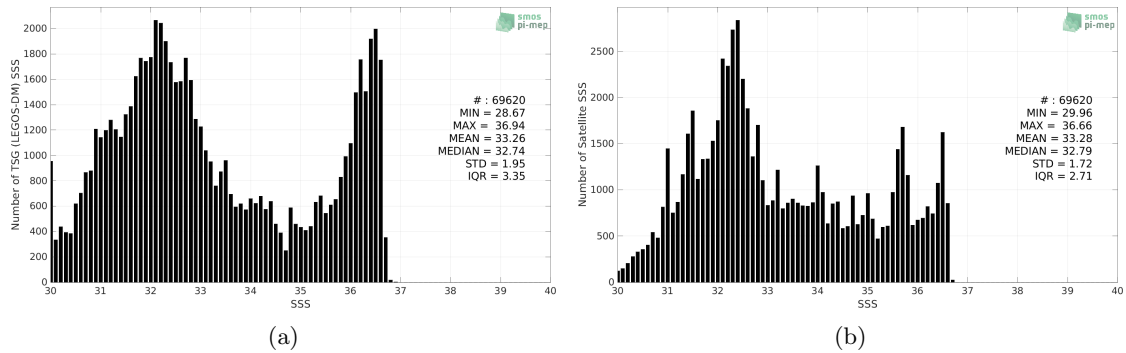 2000
1800
1600
1400
1200
1000
800
600
400
200
0
Number of TSG (LEGOS-DM) SSS
smos
pi-mep
# : 69620
MIN = 28.67
MAX = 36.94
MEAN = 33.26
MEDIAN = 32.74
STD = 1.95
IQR = 3.35
30 31 32 33 34 35 36 37 38 39 40
SSS
(a)
2500
2000
1500
1000
500
0
Number of Satellite SSS
smos
pi-mep
# : 69620
MIN = 29.96
MAX = 36.66
MEAN = 33.28
MEDIAN = 32.79
STD = 1.72
IQR = 2.71
30 31 32 33 34 35 36 37 38 39 40
SSS
(b)